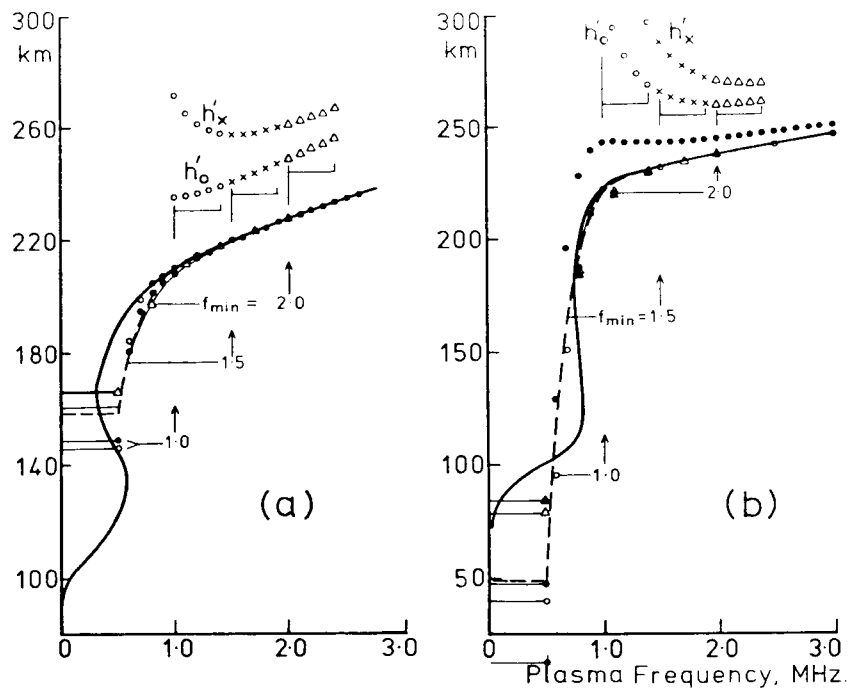 300
km
260
220
180
140
100
h'x
h'o
fmin = 2·0
1·5
1·0
(a)
0
1·0
2·0
3·0
300
km
250
200
150
100
50
h'o
h'x
2·0
fmin=1·5
1·0
(b)
0
1·0
2·0
3·0
Plasma Frequency, MHz.